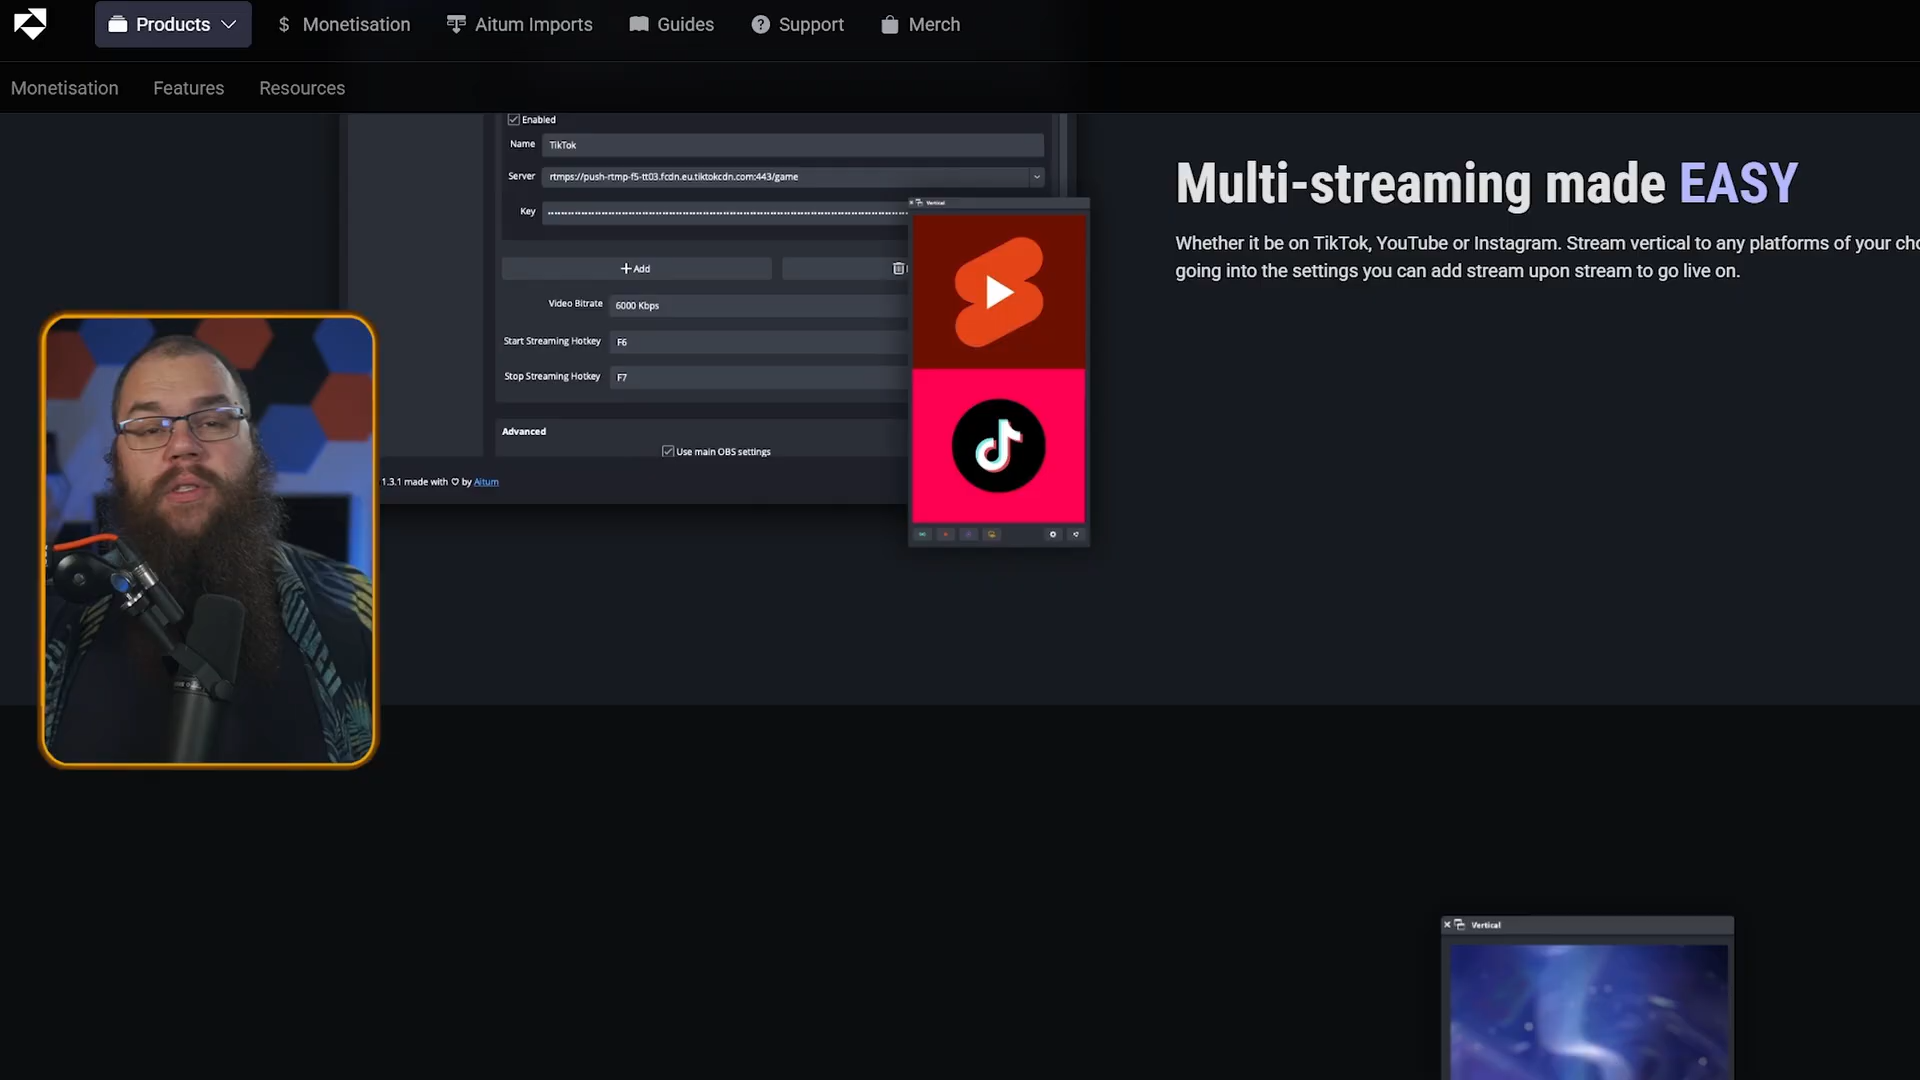 Products
Monetisation
Aitum Imports
Guides
Support
Merch
Monetisation
Features
Resources
Enabled
Name
TikTok
Server
rtmps://push-rtmp-f5-tt03.fcdn.eu.tiktokcdn.com:443/game
Key
Add
Video Bitrate
6000 Kbps
Start Streaming Hotkey
F6
Stop Streaming Hotkey
F7
Advanced
Use main OBS settings
1.3.1 made with ♡ by Aitum
Vertical
Multi-streaming made EASY
Whether it be on TikTok, YouTube or Instagram. Stream vertical to any platforms of your
going into the settings you can add stream upon stream to go live on.
Vertical